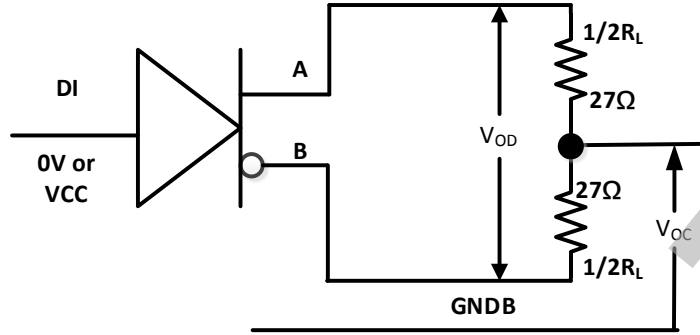 1/2RL
DI
A
27Ω
VOD
0V or
VCC
B
27Ω
VOC
1/2RL
GNDB